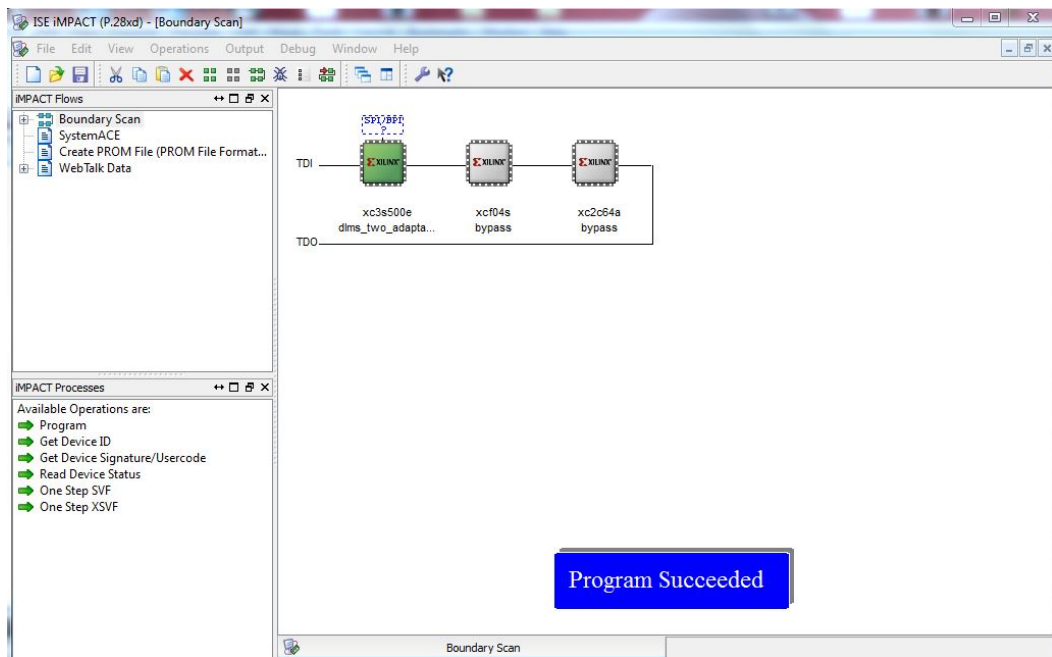 ISE iMPACT (P.28xd) - [Boundary Scan]
File Edit View Operations Output Debug Window Help
iMPACT Flows
Boundary Scan
SystemACE
Create PROM File (PROM File Format...
WebTalk Data
iMPACT Processes
Available Operations are:
Program
Get Device ID
Get Device Signature/Usercode
Read Device Status
One Step SVF
One Step XSVF
SPI/BPI
?
TDI
XILINX XILINX XILINX
xc3s500e xcf04s xc2c64a
dlms_two_adapta... bypass bypass
TDO
Program Succeeded
Boundary Scan